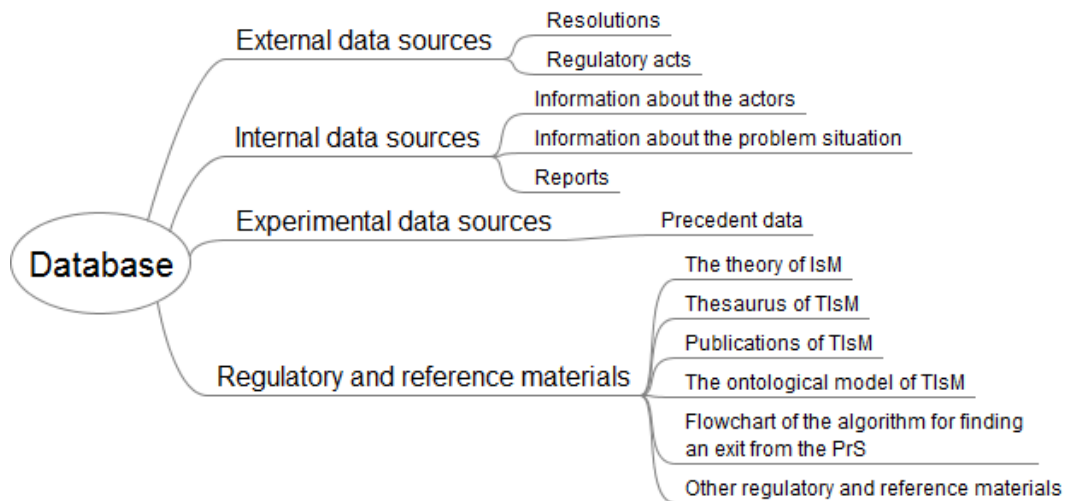 Database
External data sources
Resolutions
Regulatory acts
Internal data sources
Information about the actors
Information about the problem situation
Reports
Experimental data sources
Precedent data
Regulatory and reference materials
The theory of IsM
Thesaurus of TIsM
Publications of TIsM
The ontological model of TIsM
Flowchart of the algorithm for finding
an exit from the PrS
Other regulatory and reference materials